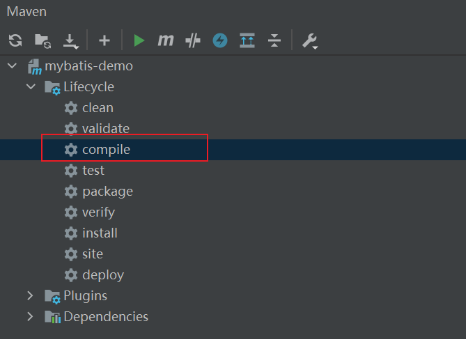 Maven
mybatis-demo
Lifecycle
clean
validate
compile
test
package
verify
install
site
deploy
Plugins
Dependencies